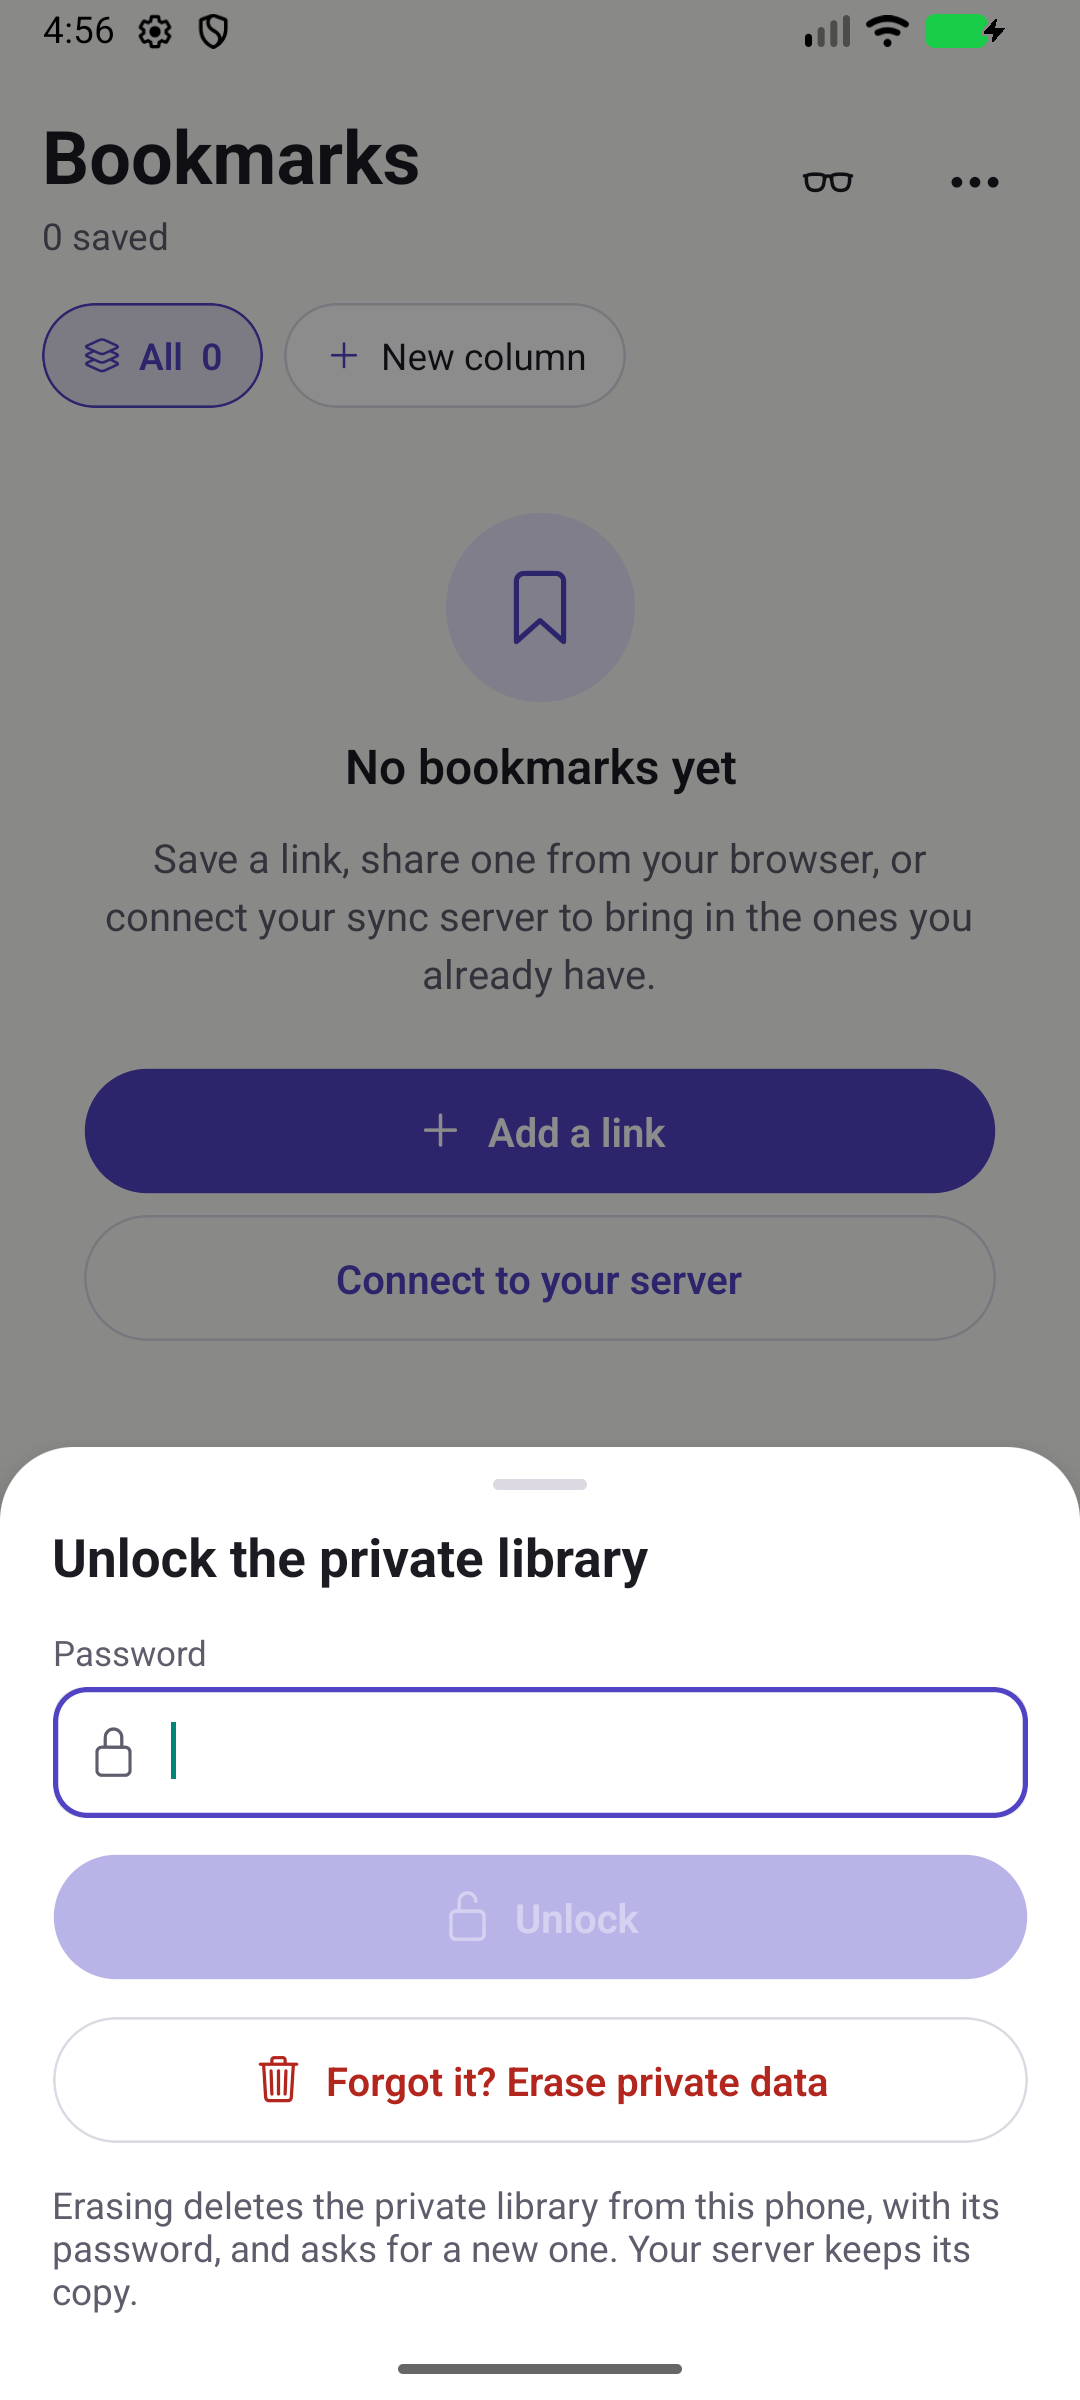 4:56
Bookmarks
0 saved
All 0
New column
No bookmarks yet
Save a link, share one from your browser, or
connect your sync server to bring in the ones you
already have.
Add a link
Connect to your server
Unlock the private library
Password
Unlock
Forgot it? Erase private data
Erasing deletes the private library from this phone, with its
password, and asks for a new one. Your server keeps its
copy.